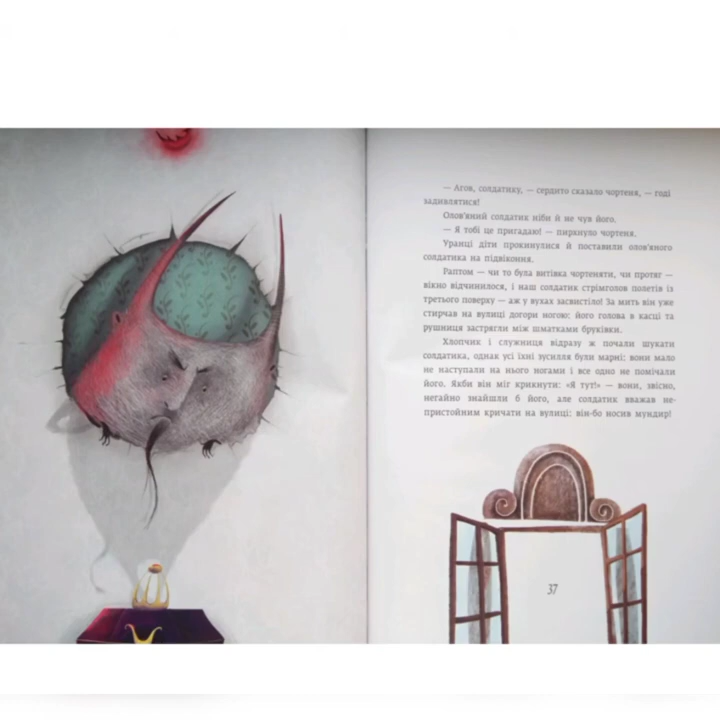 — Агов, солдатику, — сердито сказало чортеня, — годі
задивлятися!
Олов'яний солдатик ніби й не чув його.
— Я тобі це пригадаю! — пиркнуло чортеня.
Уранці діти прокинулися й поставили олов'яного
солдатика на підвіконня.
Раптом — чи то була витівка чортеняти, чи протяг —
вікно відчинилося, і наш солдатик стрімголов полетів із
третього поверху — аж у вухах засвистіло! За мить він уже
стирчав на вулиці догори ногою: його голова в касці та
рушниця застрягли між шматками бруківки.
Хлопчик і служниця відразу ж почали шукати
солдатика, однак усі їхні зусилля були марні: вони мало
не наступали на нього ногами і все одно не помічали
його. Якби він міг крикнути: «Я тут!» — вони, звісно,
негайно знайшли б його, але солдатик вважав не-
пристойним кричати на вулиці: він-бо носив мундир!
37